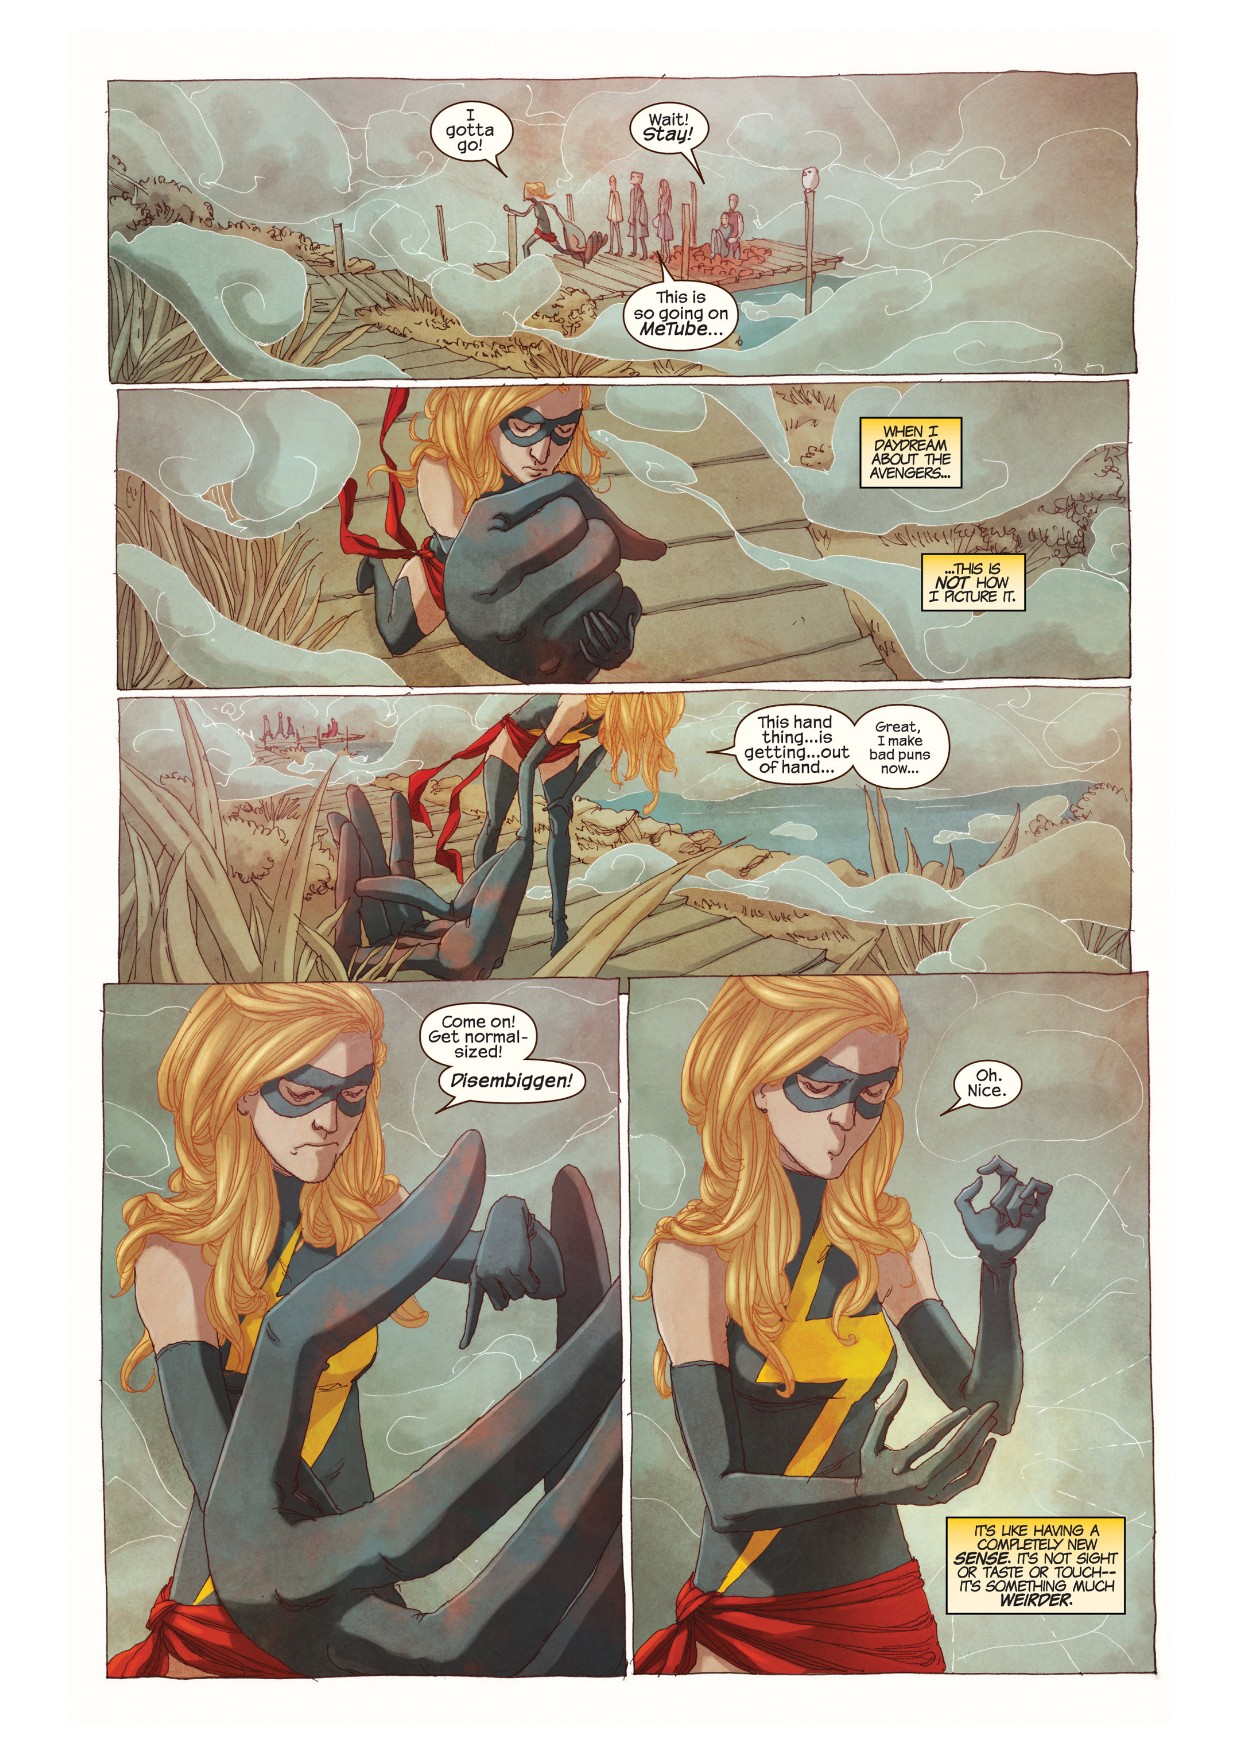 I
gotta
go!
Wait!
Stay!
This is
so going on
MeTube...
WHEN I
DAYDREAM
ABOUT THE
AVENGERS...
...THIS IS
NOT HOW
I PICTURE IT.
This hand
thing...is
getting...out
of hand...
Great,
I make
bad puns
now...
Come on!
Get normal-
sized!
Disembiggen!
Oh.
Nice.
IT'S LIKE HAVING A
COMPLETELY NEW
SENSE. IT'S NOT SIGHT
OR TASTE OR TOUCH--
IT'S SOMETHING MUCH
WEIRDER.